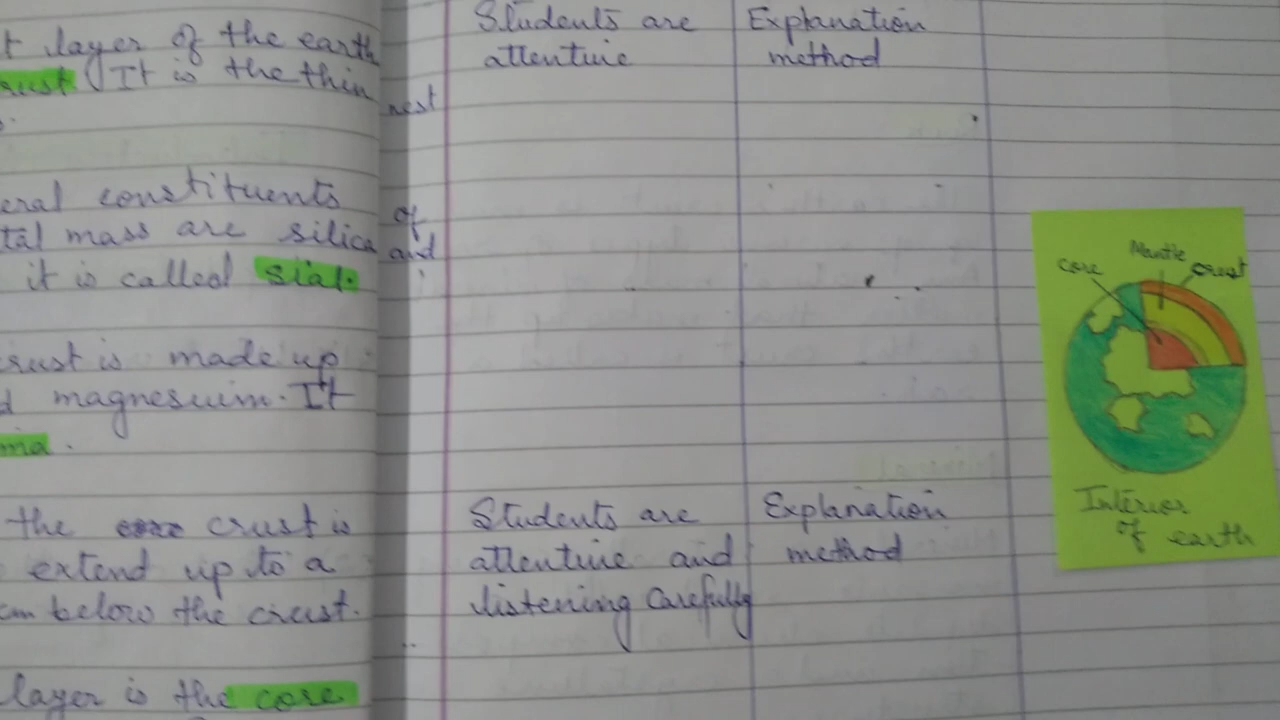 t layer of the earth
rust. It is the thin
nest
s.
eral constituents
of
tal mass are silica and
it is called sial.
rust is made up
d magnesuim. It
ma.
the crust is
extend up to a
km below the crust.
layer is the core
Students are
attentive
Explanation
method
Students are
attentive and
listening carefully
Explanation
method
core
Mantle
crust
Interior
of earth